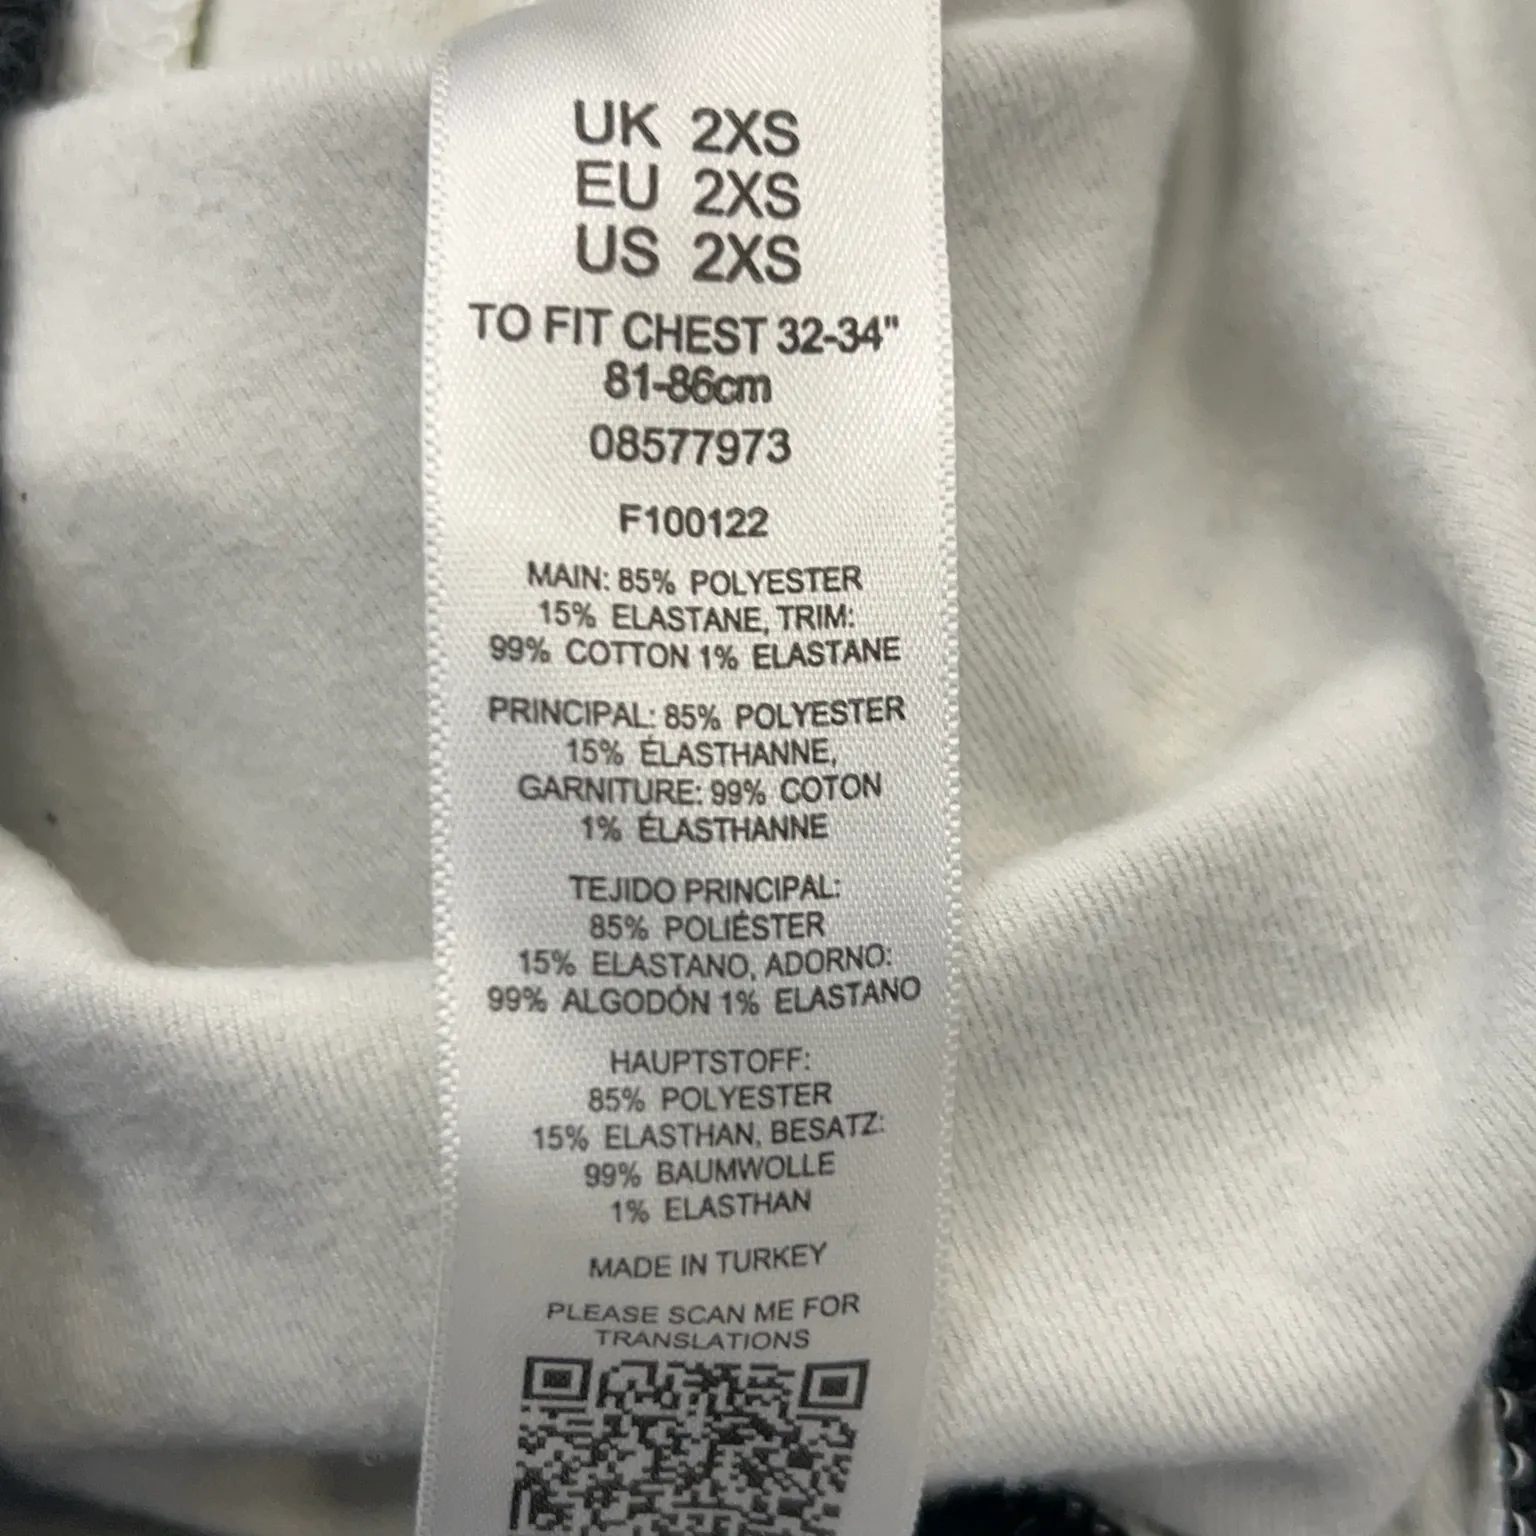 UK 2XS
EU 2XS
US 2XS
TO FIT CHEST 32-34"
81-86cm
08577973
F100122
MAIN: 85% POLYESTER
15% ELASTANE, TRIM:
99% COTTON 1% ELASTANE
PRINCIPAL: 85% POLYESTER
15% ÉLASTHANNE,
GARNITURE: 99% COTON
1% ÉLASTHANNE
TEJIDO PRINCIPAL:
85% POLIÉSTER
15% ELASTANO, ADORNO:
99% ALGODÓN 1% ELASTANO
HAUPTSTOFF:
85% POLYESTER
15% ELASTHAN, BESATZ:
99% BAUMWOLLE
1% ELASTHAN
MADE IN TURKEY
PLEASE SCAN ME FOR
TRANSLATIONS